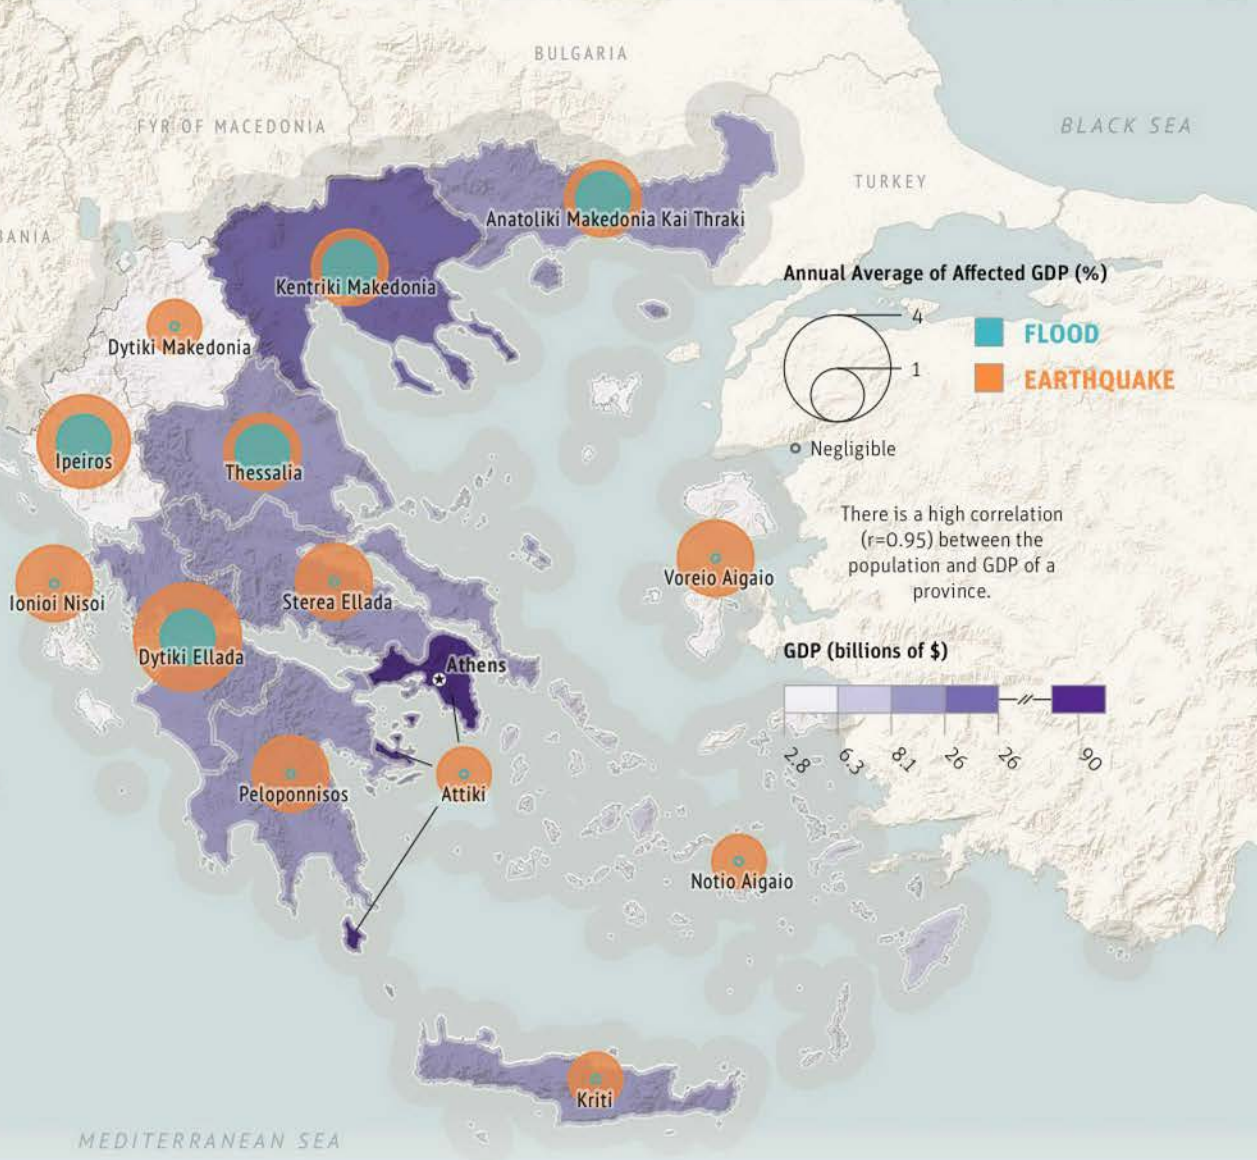 BULGARIA
FYR OF MACEDONIA
BLACK SEA
TURKEY
BANIA
Anatoliki Makedonia Kai Thraki
Kentriki Makedonia
Dytiki Makedonia
Ipeiros
Thessalia
Ionioi Nisoi
Sterea Ellada
Voreio Aigaio
Dytiki Ellada
Athens
Peloponnisos
Attiki
Notio Aigaio
Kriti
MEDITERRANEAN SEA
Annual Average of Affected GDP (%)
4
1
Negligible
FLOOD
EARTHQUAKE
There is a high correlation
(r=0.95) between the
population and GDP of a
province.
GDP (billions of $)
2.8 6.3 8.1 26 26 90